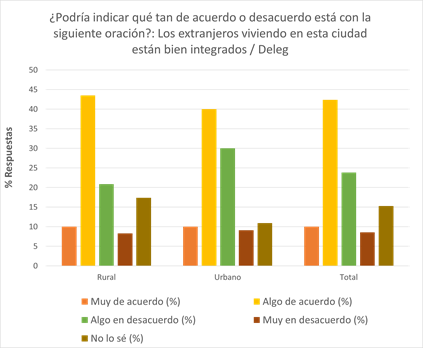 ¿Podría indicar qué tan de acuerdo o desacuerdo está con la
siguiente oración?: Los extranjeros viviendo en esta ciudad
están bien integrados / Deleg
% Respuestas
50
45
40
35
30
25
20
15
10
5
0
Rural Urbano Total
Muy de acuerdo (%) Algo de acuerdo (%)
Algo en desacuerdo (%) Muy en desacuerdo (%)
No lo sé (%)